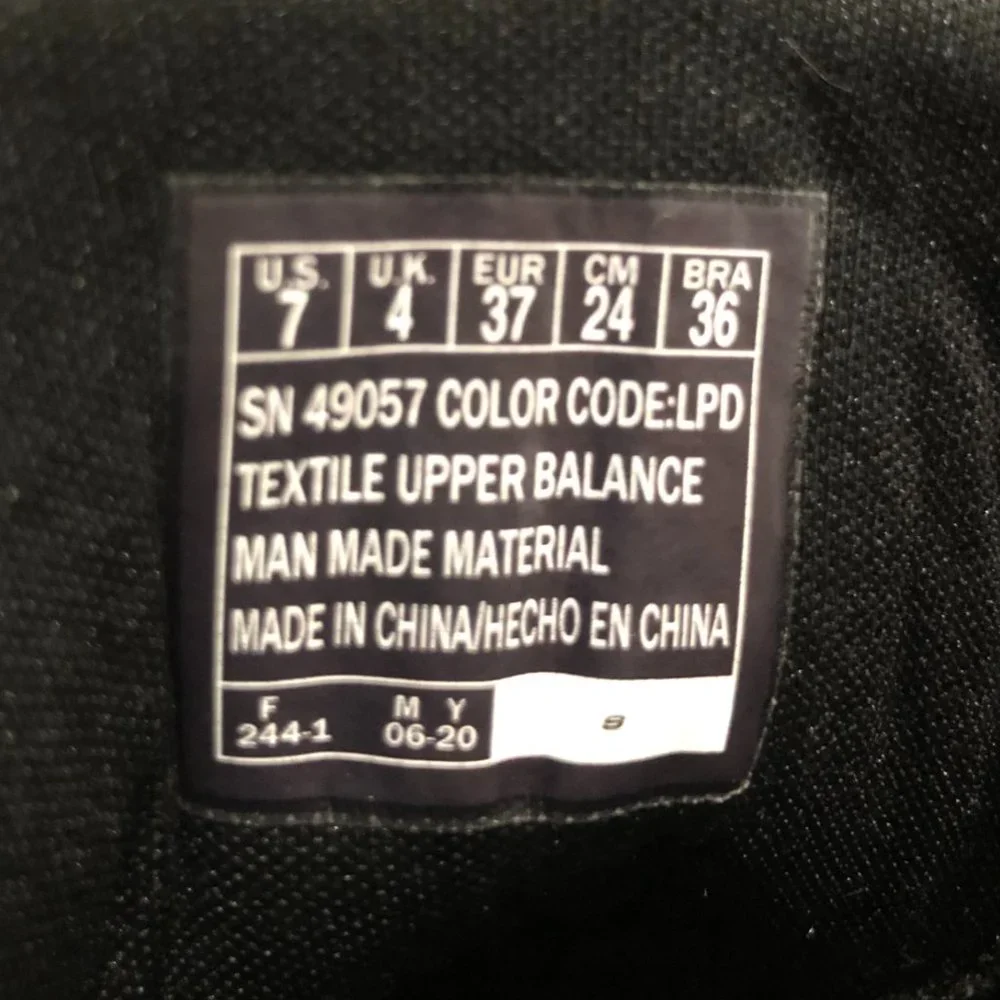 U.S. U.K. EUR CM BRA
7 4 37 24 36
SN 49057 COLOR CODE:LPD
TEXTILE UPPER BALANCE
MAN MADE MATERIAL
MADE IN CHINA/HECHO EN CHINA
F M Y
244-1 06-20